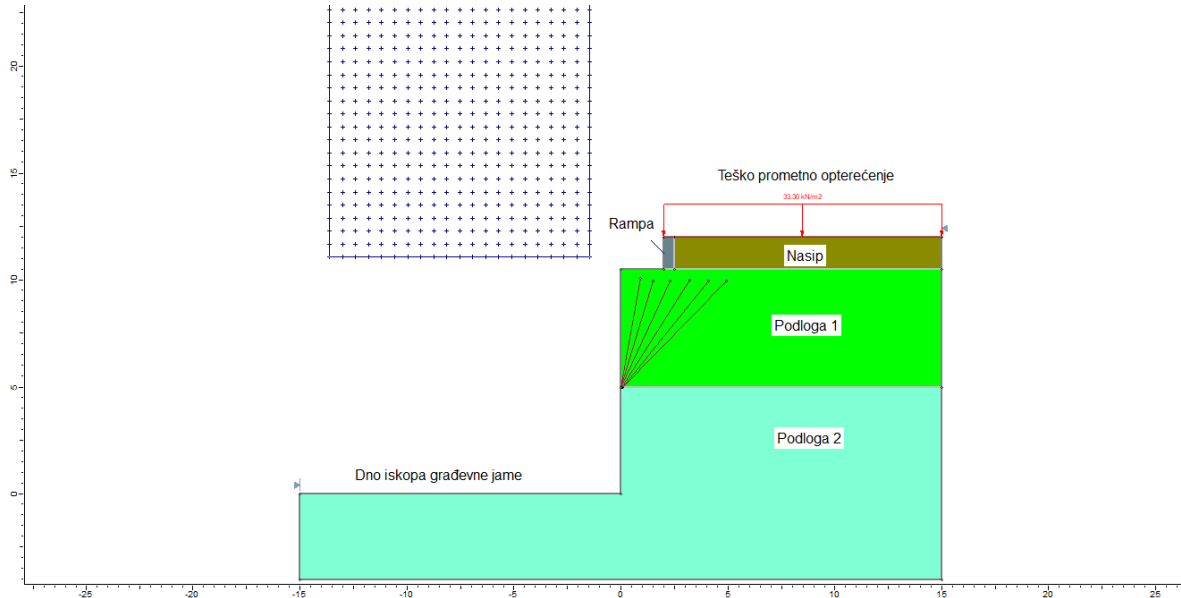 Teško prometno opterećenje
33.30 kN/m2
Rampa
Nasip
Podloga 1
Podloga 2
Dno iskopa građevne jame
20
15
10
5
0
-25
-20
-15
-10
-5
0
5
10
15
20
25